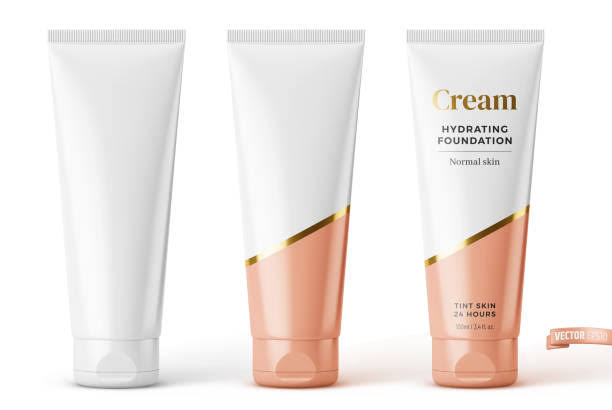 Cream
HYDRATING
FOUNDATION
Normal skin
TINT SKIN
24 HOURS
100ml / 3.4 fl. oz.
VECTOR EPS10